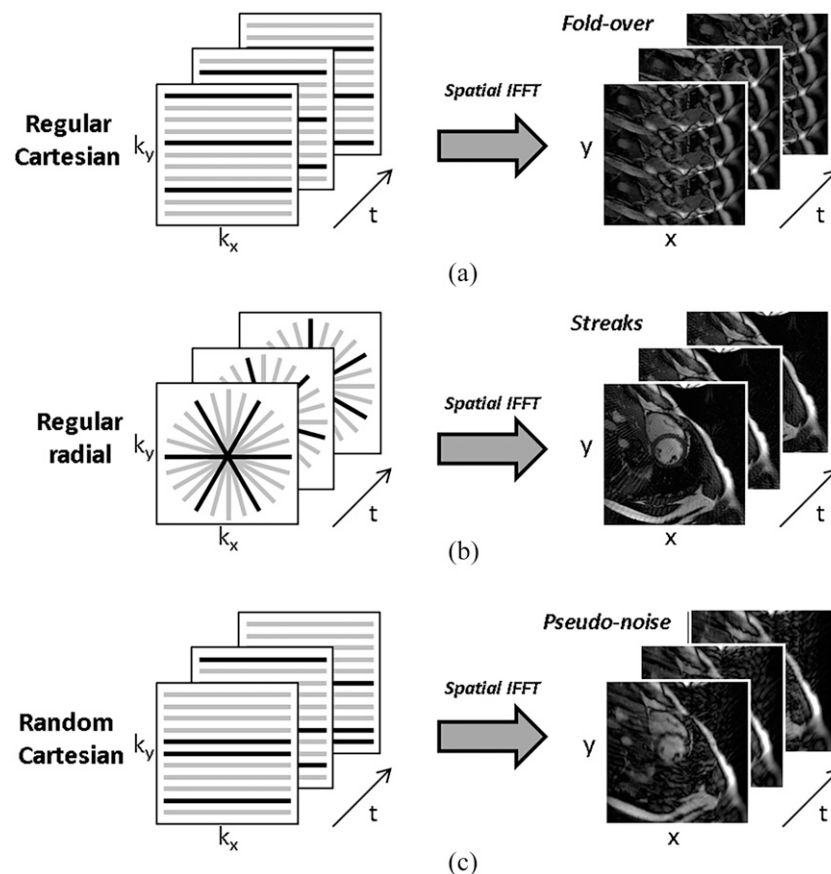 Fold-over
Spatial IFFT
Regular
Cartesian
k_y
y
t
t
k_x
x
(a)
Streaks
Spatial IFFT
Regular
radial
k_y
y
t
t
k_x
x
(b)
Pseudo-noise
Spatial IFFT
Random
Cartesian
k_y
y
t
t
k_x
x
(c)